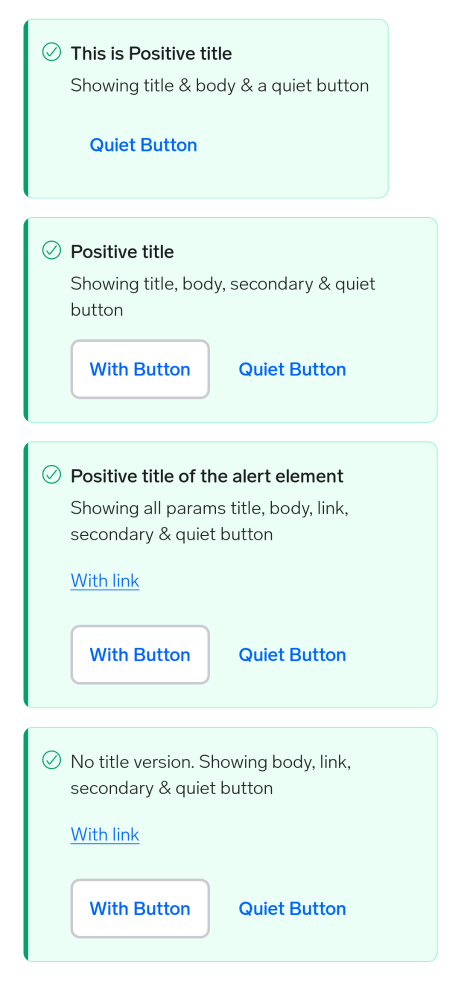 This is Positive title
Showing title & body & a quiet button
Quiet Button
Positive title
Showing title, body, secondary & quiet
button
With Button
Quiet Button
Positive title of the alert element
Showing all params title, body, link,
secondary & quiet button
With link
With Button
Quiet Button
No title version. Showing body, link,
secondary & quiet button
With link
With Button
Quiet Button